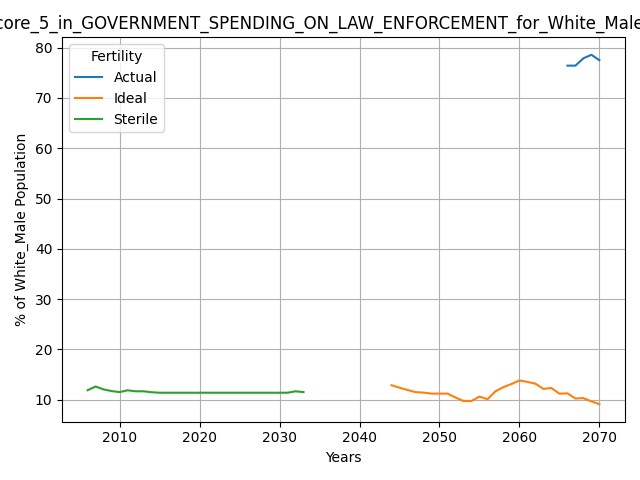 core_5_in_GOVERNMENT_SPENDING_ON_LAW_ENFORCEMENT_for_White_Male
Fertility
Actual
Ideal
Sterile
% of White_Male Population
80
70
60
50
40
30
20
10
2010 2020 2030 2040 2050 2060 2070
Years